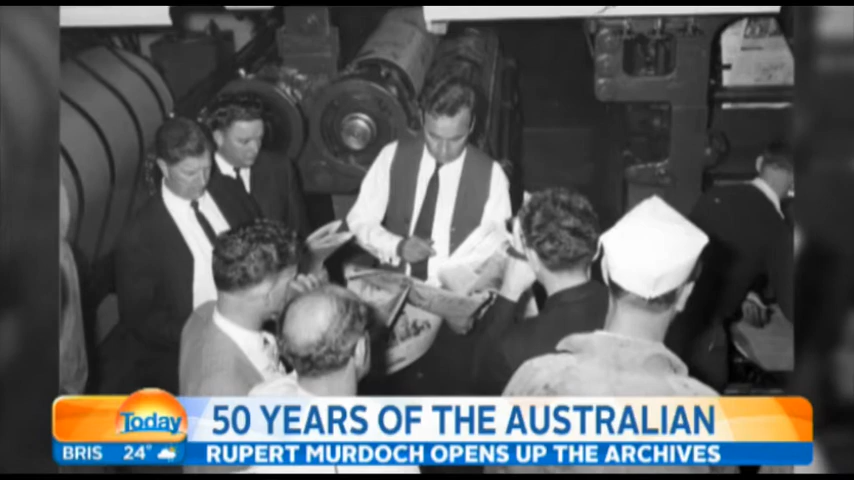 Today
50 YEARS OF THE AUSTRALIAN
BRIS 24°
RUPERT MURDOCH OPENS UP THE ARCHIVES